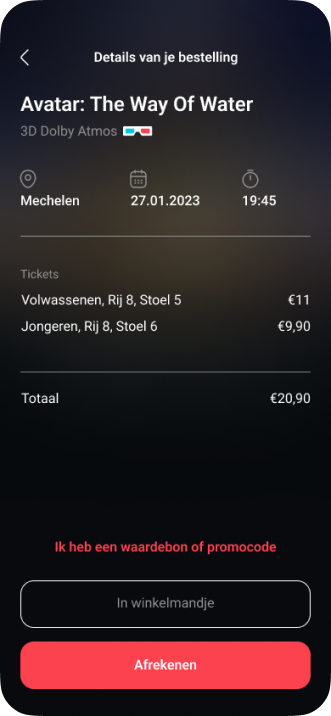 Details van je bestelling
Avatar: The Way Of Water
3D Dolby Atmos
Mechelen 27.01.2023 19:45
Tickets
Volwassenen, Rij 8, Stoel 5 €11
Jongeren, Rij 8, Stoel 6 €9,90
Totaal €20,90
Ik heb een waardebon of promocode
In winkelmandje
Afrekenen